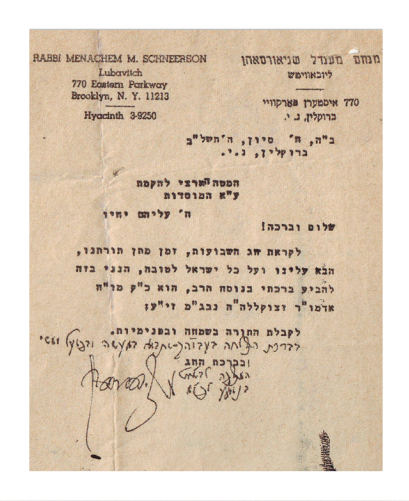 RABBI MENACHEM M. SCHNEERSON
Lubavitch
770 Eastern Parkway
Brooklyn, N. Y. 11213
Hyacinth 3-9250
מנחם מענדל שניאורסאהן
ליובאוויטש
770 איסטערן פארקוויי
ברוקלין, נ. י.
ב"ה, ח' סיון, ה'תשל"ב
ברוקלין, נ.י.
המטה הארצי להקמת
ע"א המוסדות
ה' עליהם יחיו
שלום וברכה!
לקראת חג השבועות, זמן מתן תורתנו,
הבא עלינו ועל כל ישראל לטובה, הנני בזה
להביע ברכתי בנוסח הרב, הוא כ"ק מו"ח
אדמו"ר זצוקללה"ה נבג"מ זי"ע:
לקבלת התורה בשמחה ובפנימיות.
ובברכת החג